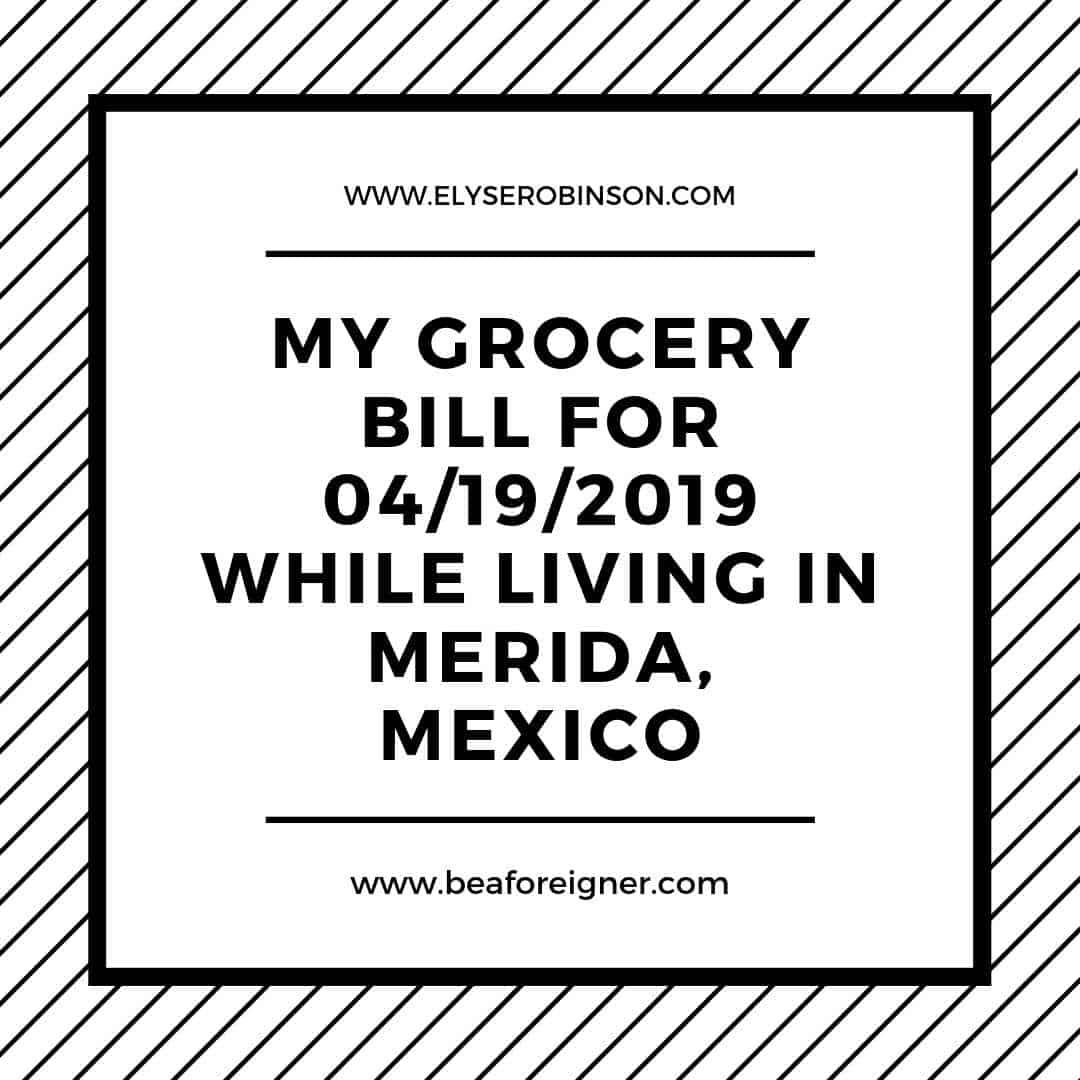 WWW.ELYSEROBINSON.COM
MY GROCERY
BILL FOR
04/19/2019
WHILE LIVING IN
MERIDA,
MEXICO
www.beaforeigner.com